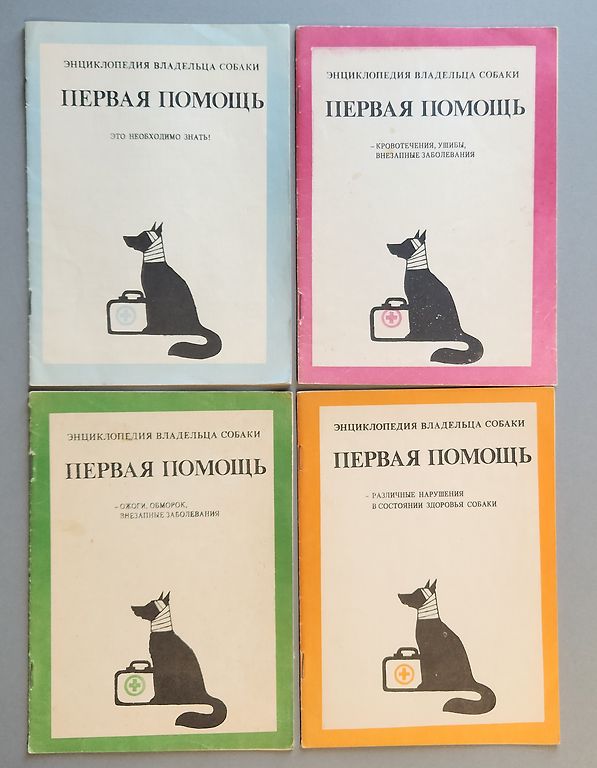 ЭНЦИКЛОПЕДИЯ ВЛАДЕЛЬЦА СОБАКИ
ПЕРВАЯ ПОМОЩЬ
ЭТО НЕОБХОДИМО ЗНАТЬ!
ЭНЦИКЛОПЕДИЯ ВЛАДЕЛЬЦА СОБАКИ
ПЕРВАЯ ПОМОЩЬ
- КРОВОТЕЧЕНИЯ, УШИБЫ,
ВНЕЗАПНЫЕ ЗАБОЛЕВАНИЯ
ЭНЦИКЛОПЕДИЯ ВЛАДЕЛЬЦА СОБАКИ
ПЕРВАЯ ПОМОЩЬ
- ОЖОГИ, ОБМОРОК,
ВНЕЗАПНЫЕ ЗАБОЛЕВАНИЯ
ЭНЦИКЛОПЕДИЯ ВЛАДЕЛЬЦА СОБАКИ
ПЕРВАЯ ПОМОЩЬ
- РАЗЛИЧНЫЕ НАРУШЕНИЯ
В СОСТОЯНИИ ЗДОРОВЬЯ СОБАКИ